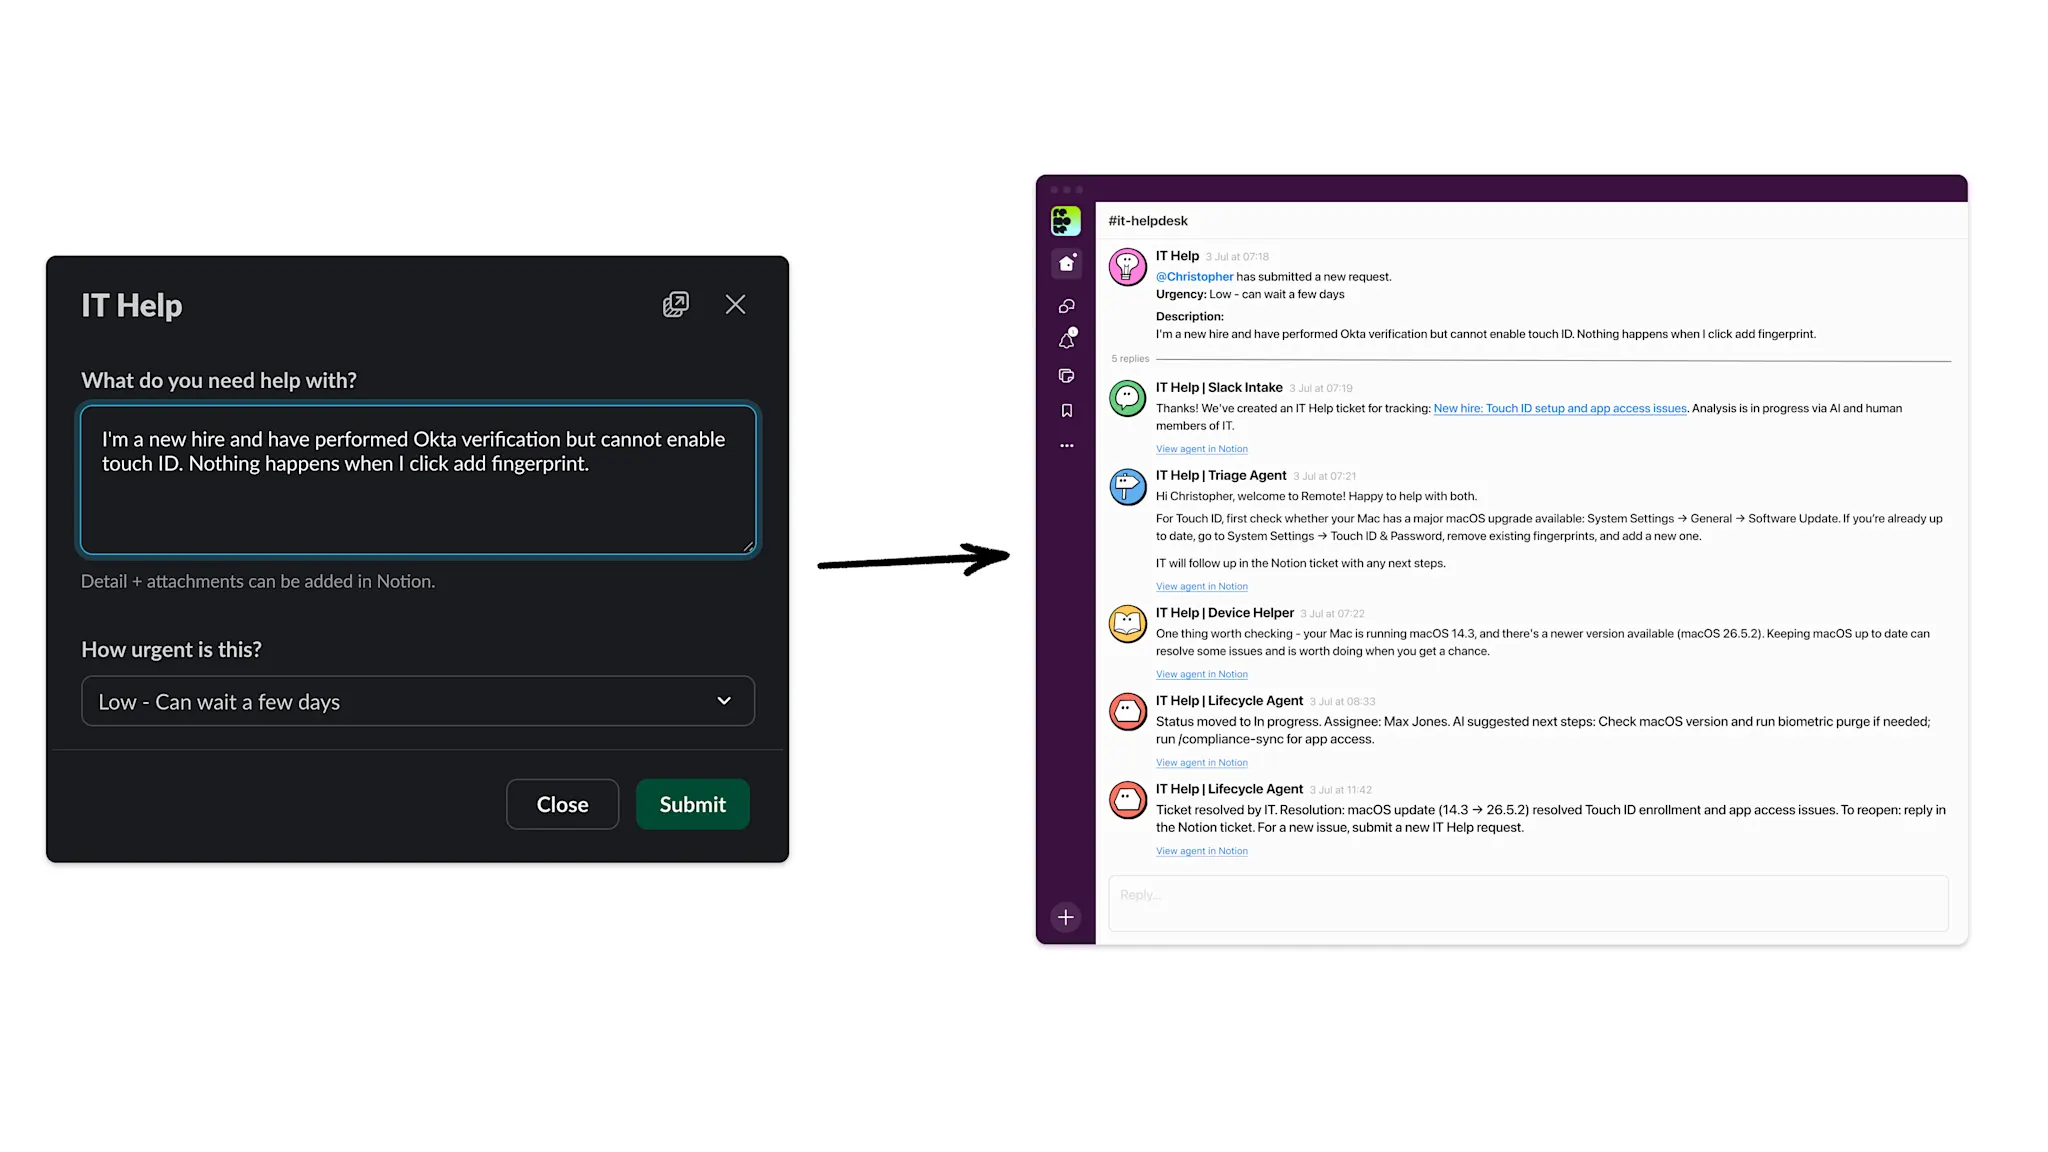 IT Help
What do you need help with?
I'm a new hire and have performed Okta verification but cannot enable
touch ID. Nothing happens when I click add fingerprint.
Detail + attachments can be added in Notion.
How urgent is this?
Low - Can wait a few days
Close
Submit
#it-helpdesk
IT Help 3 Jul at 07:18
@Christopher has submitted a new request.
Urgency: Low - can wait a few days
Description:
I'm a new hire and have performed Okta verification but cannot enable touch ID. Nothing happens when I click add fingerprint.
5 replies
IT Help | Slack Intake 3 Jul at 07:19
Thanks! We've created an IT Help ticket for tracking: New hire: Touch ID setup and app access issues. Analysis is in progress via AI and human
members of IT.
View agent in Notion
IT Help | Triage Agent 3 Jul at 07:21
Hi Christopher, welcome to Remote! Happy to help with both.
For Touch ID, first check whether your Mac has a major macOS upgrade available: System Settings → General → Software Update. If you're already up
to date, go to System Settings → Touch ID & Password, remove existing fingerprints, and add a new one.
IT will follow up in the Notion ticket with any next steps.
View agent in Notion
IT Help | Device Helper 3 Jul at 07:22
One thing worth checking - your Mac is running macOS 14.3, and there's a newer version available (macOS 26.5.2). Keeping macOS up to date can
resolve some issues and is worth doing when you get a chance.
View agent in Notion
IT Help | Lifecycle Agent 3 Jul at 08:33
Status moved to In progress. Assignee: Max Jones. AI suggested next steps: Check macOS version and run biometric purge if needed;
run /compliance-sync for app access.
View agent in Notion
IT Help | Lifecycle Agent 3 Jul at 11:42
Ticket resolved by IT. Resolution: macOS update (14.3 → 26.5.2) resolved Touch ID enrollment and app access issues. To reopen: reply in
the Notion ticket. For a new issue, submit a new IT Help request.
View agent in Notion
Reply...